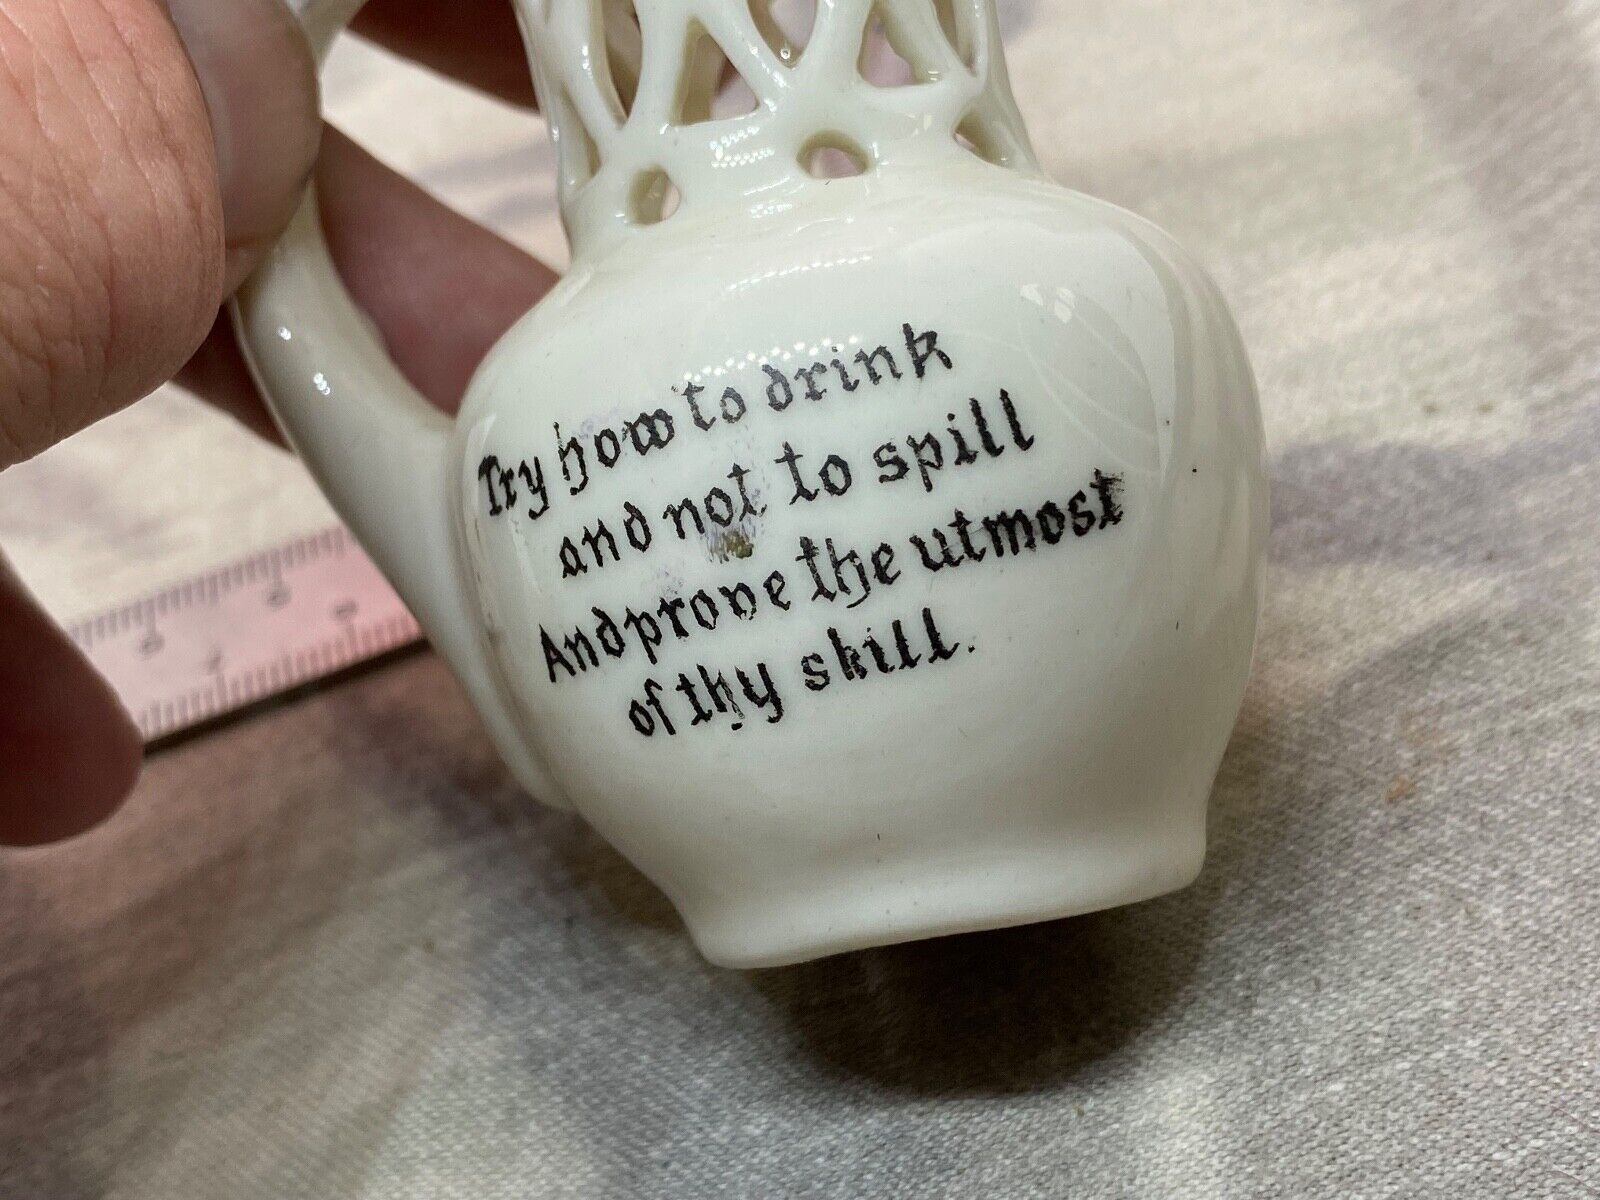 Try how to drink
and not to spill
And prove the utmost
of thy skill.